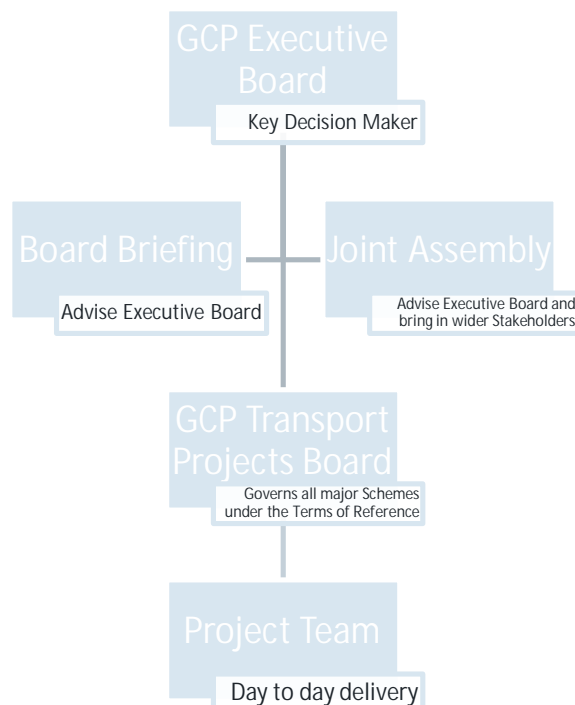 GCP Executive
Board
Key Decision Maker
Board Briefing
Advise Executive Board
Joint Assembly
Advise Executive Board and
bring in wider Stakeholders
GCP Transport
Projects Board
Governs all major Schemes
under the Terms of Reference
Project Team
Day to day delivery